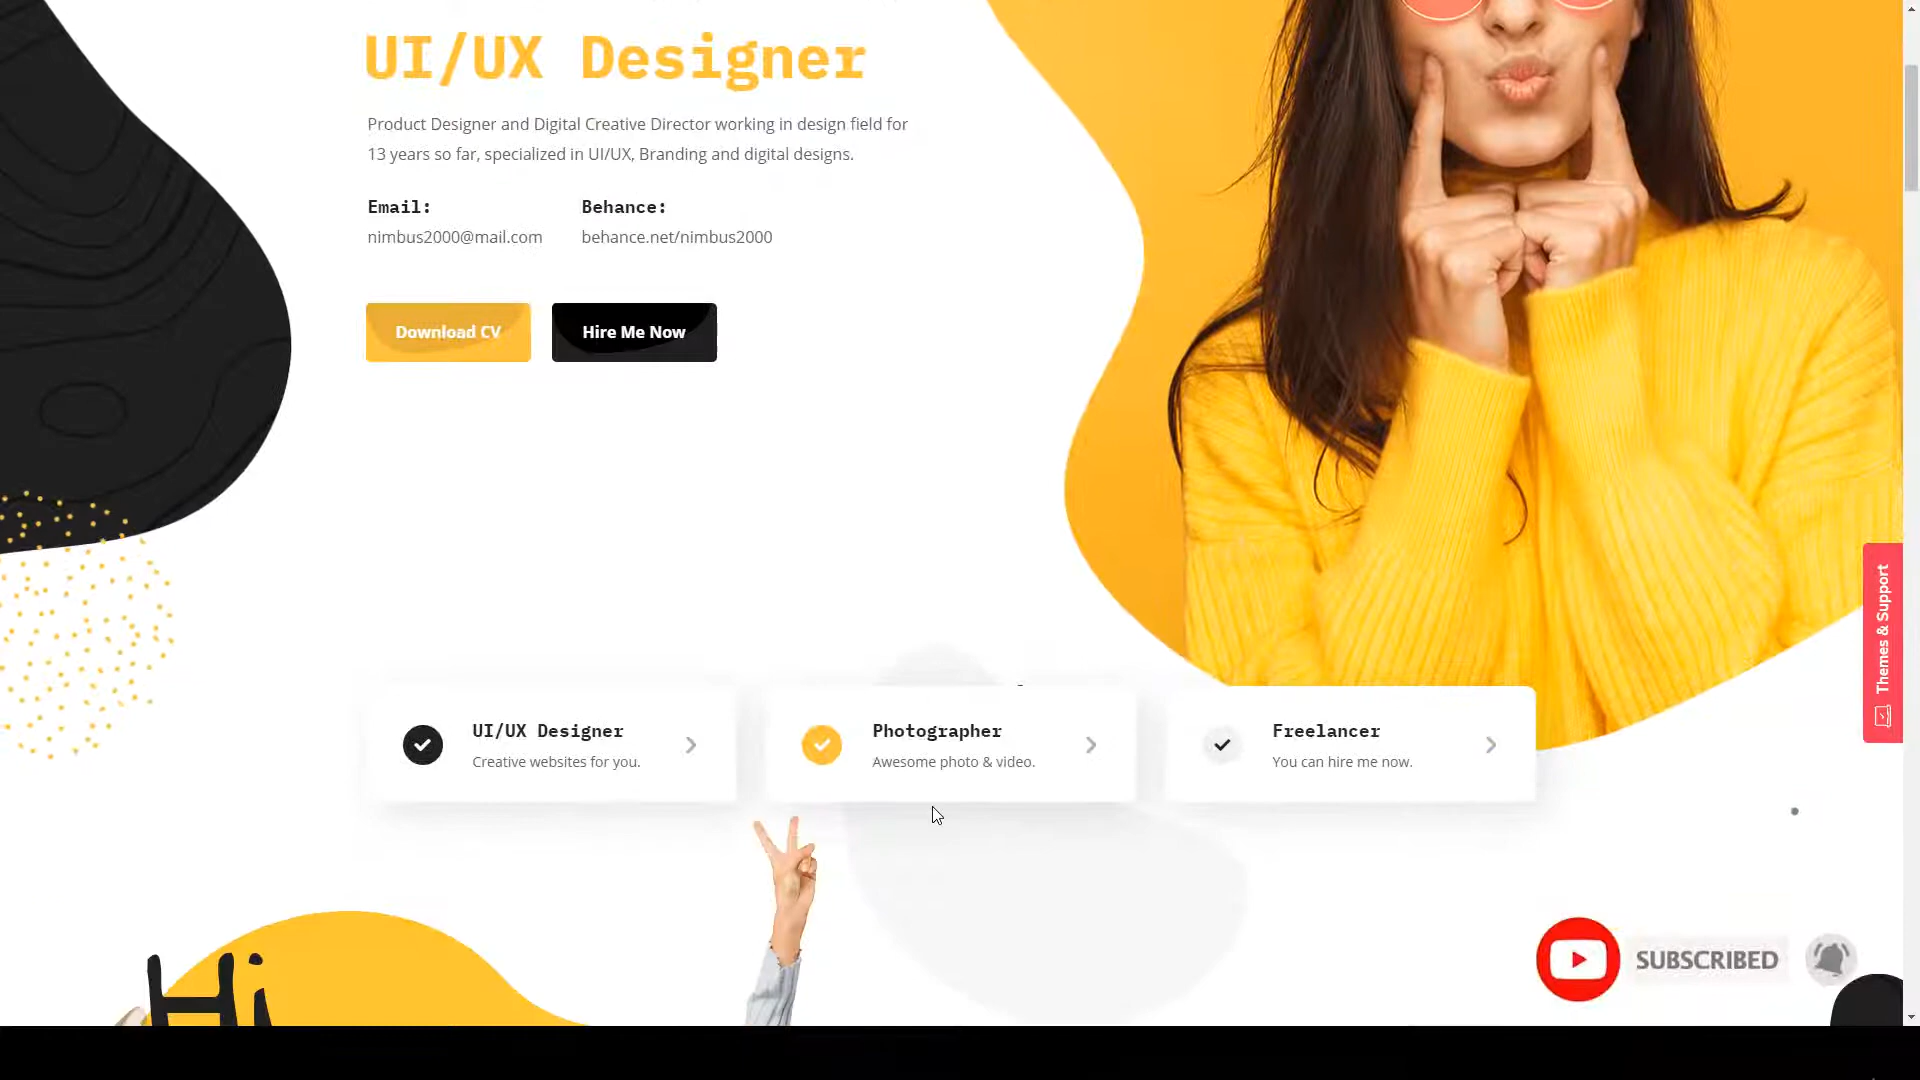 UI/UX Designer
Product Designer and Digital Creative Director working in design field for
13 years so far, specialized in UI/UX, Branding and digital designs.
Email:
nimbus2000@mail.com
Behance:
behance.net/nimbus2000
Download CV
Hire Me Now
Themes & Support
UI/UX Designer
Creative websites for you.
Photographer
Awesome photo & video.
Freelancer
You can hire me now.
SUBSCRIBED
Hi